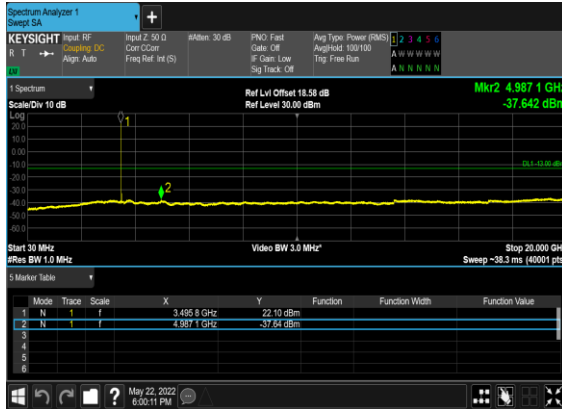 Spectrum Analyzer 1
Swept SA
+
KEYSIGHT Input: RF Input Z: 50 Ω #Atten: 30 dB PNO: Fast Avg Type: Power (RMS) 1 2 3 4 5 6
R T Coupling: DC Corr CCorr Gate: Off Avg|Hold: 100/100 A W W W W W
Align: Auto Freq Ref: Int (S) IF Gain: Low Trig: Free Run
Sig Track: Off A N N N N N
1 Spectrum
Ref Lvl Offset 18.58 dB Mkr2 4.987 1 GHz
Scale/Div 10 dB Ref Level 30.00 dBm -37.642 dBm
Log
20.0
10.0
0.00
-10.0
DL1 -13.00 dBm
-20.0
-30.0
-40.0
-50.0
-60.0
1
2
Start 30 MHz Video BW 3.0 MHz* Stop 20.000 GHz
#Res BW 1.0 MHz Sweep ~38.3 ms (40001 pts)
5 Marker Table
Mode Trace Scale X Y Function Function Width Function Value
1 N 1 f 3.495 8 GHz 22.10 dBm
2 N 1 f 4.987 1 GHz -37.64 dBm
3
4
5
6
? May 22, 2022
6:00:11 PM